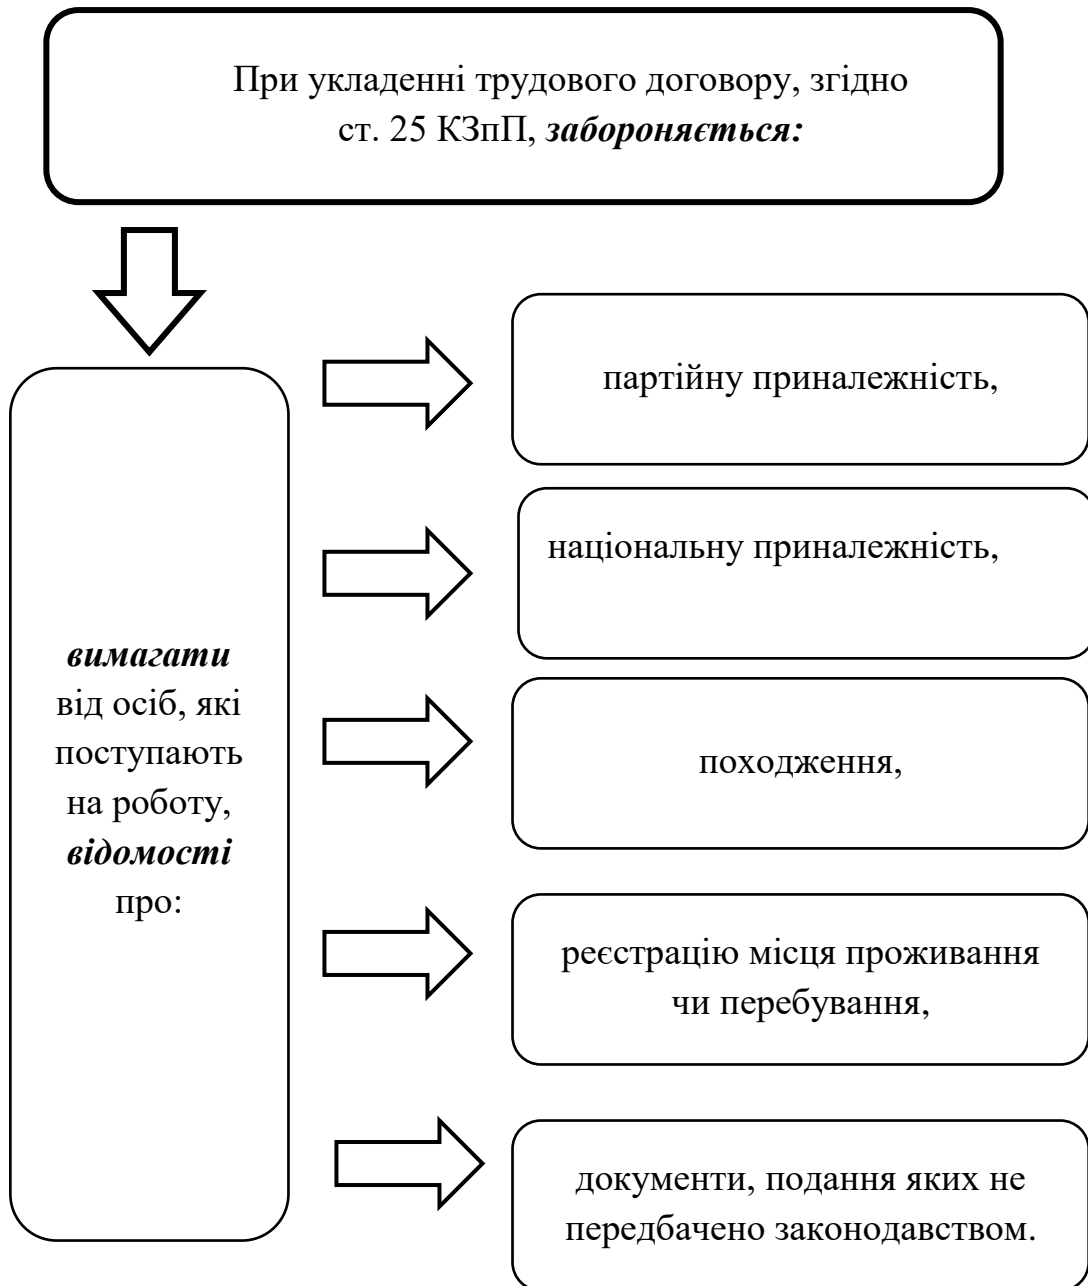 При укладенні трудового договору, згідно
ст. 25 КЗпП, забороняється:
вимагати
від осіб, які
поступають
на роботу,
відомості
про:
партійну приналежність,
національну приналежність,
походження,
реєстрацію місця проживання
чи перебування,
документи, подання яких не
передбачено законодавством.